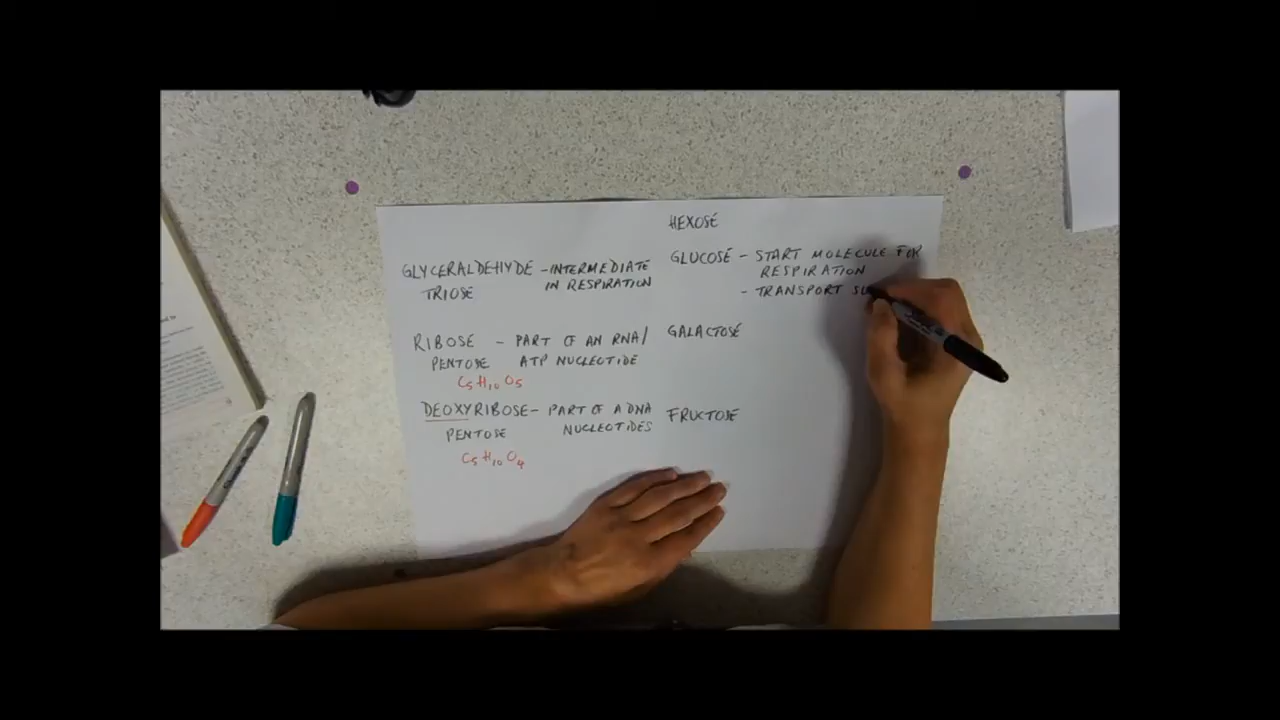 HEXOSE
GLYCERALDEHYDE - INTERMEDIATE
IN RESPIRATION
TRIOSE
RIBOSE - PART OF AN RNA/
PENTOSE ATP NUCLEOTIDE
C5H10O5
DEOXYRIBOSE - PART OF A DNA
PENTOSE NUCLEOTIDES
C5H10O4
GLUCOSE - START MOLECULE FOR
RESPIRATION
- TRANSPORT SU
GALACTOSE
FRUCTOSE